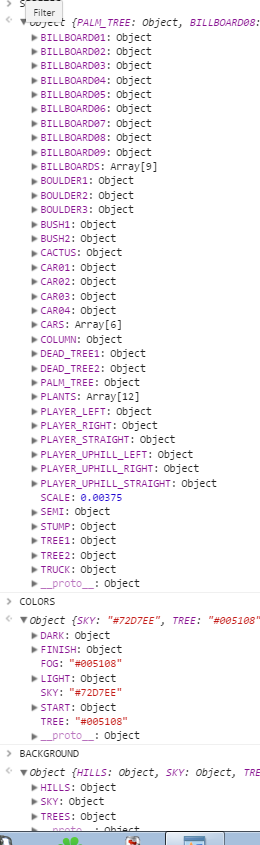 S
Filter
Object {PALM_TREE: Object, BILLBOARD08:
BILLBOARD01: Object
BILLBOARD02: Object
BILLBOARD03: Object
BILLBOARD04: Object
BILLBOARD05: Object
BILLBOARD06: Object
BILLBOARD07: Object
BILLBOARD08: Object
BILLBOARD09: Object
BILLBOARDS: Array[9]
BOULDER1: Object
BOULDER2: Object
BOULDER3: Object
BUSH1: Object
BUSH2: Object
CACTUS: Object
CAR01: Object
CAR02: Object
CAR03: Object
CAR04: Object
CARS: Array[6]
COLUMN: Object
DEAD_TREE1: Object
DEAD_TREE2: Object
PALM_TREE: Object
PLANTS: Array[12]
PLAYER_LEFT: Object
PLAYER_RIGHT: Object
PLAYER_STRAIGHT: Object
PLAYER_UPHILL_LEFT: Object
PLAYER_UPHILL_RIGHT: Object
PLAYER_UPHILL_STRAIGHT: Object
SCALE: 0.00375
SEMI: Object
STUMP: Object
TREE1: Object
TREE2: Object
TRUCK: Object
__proto__: Object
COLORS
Object {SKY: "#72D7EE", TREE: "#005108"
DARK: Object
FINISH: Object
FOG: "#005108"
LIGHT: Object
SKY: "#72D7EE"
START: Object
TREE: "#005108"
__proto__: Object
BACKGROUND
Object {HILLS: Object, SKY: Object, TRE
HILLS: Object
SKY: Object
TREES: Object
__proto__: Object